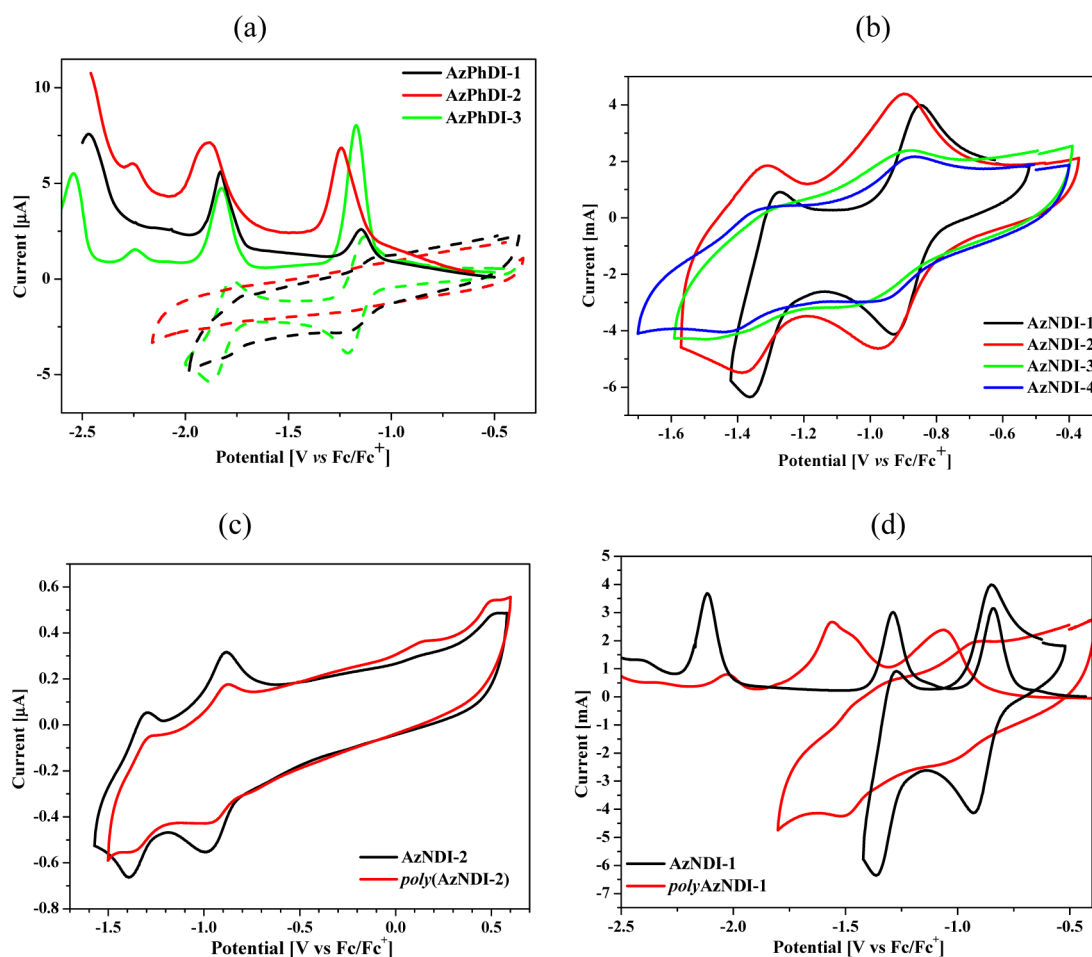 (a)
AzPhDI-1
AzPhDI-2
AzPhDI-3
Current [µA]
10
5
0
-5
-2.5 -2.0 -1.5 -1.0 -0.5
Potential [V vs Fc/Fc+]
(b)
Current [mA]
4
2
0
-2
-4
-6
AzNDI-1
AzNDI-2
AzNDI-3
AzNDI-4
-1.6 -1.4 -1.2 -1.0 -0.8 -0.6 -0.4
Potential [V vs Fc/Fc+]
(c)
Current [µA]
0.6
0.4
0.2
0.0
-0.2
-0.4
-0.6
-0.8
AzNDI-2
poly(AzNDI-2)
-1.5 -1.0 -0.5 0.0 0.5
Potential [V vs Fc/Fc+]
(d)
Current [mA]
5
4
3
2
1
0
-1
-2
-3
-4
-5
-6
-7
AzNDI-1
polyAzNDI-1
-2.5 -2.0 -1.5 -1.0 -0.5
Potential [V vs Fc/Fc+]